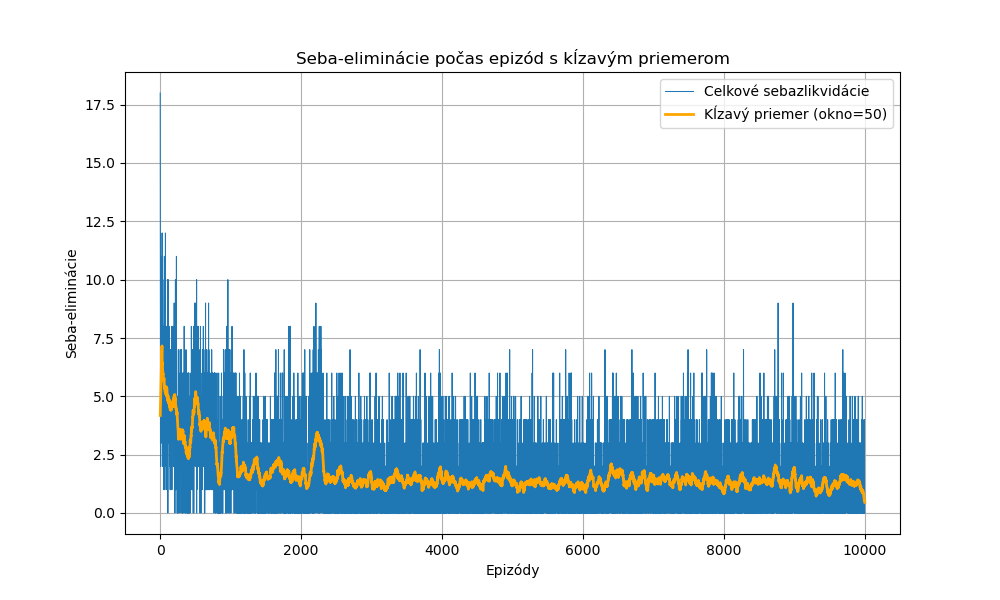 Seba-eliminácie počas epizód s kĺzavým priemerom
Celkové sebazlikvidácie
Kĺzavý priemer (okno=50)
17.5
15.0
12.5
10.0
7.5
5.0
2.5
0.0
Seba-eliminácie
0 2000 4000 6000 8000 10000
Epizódy